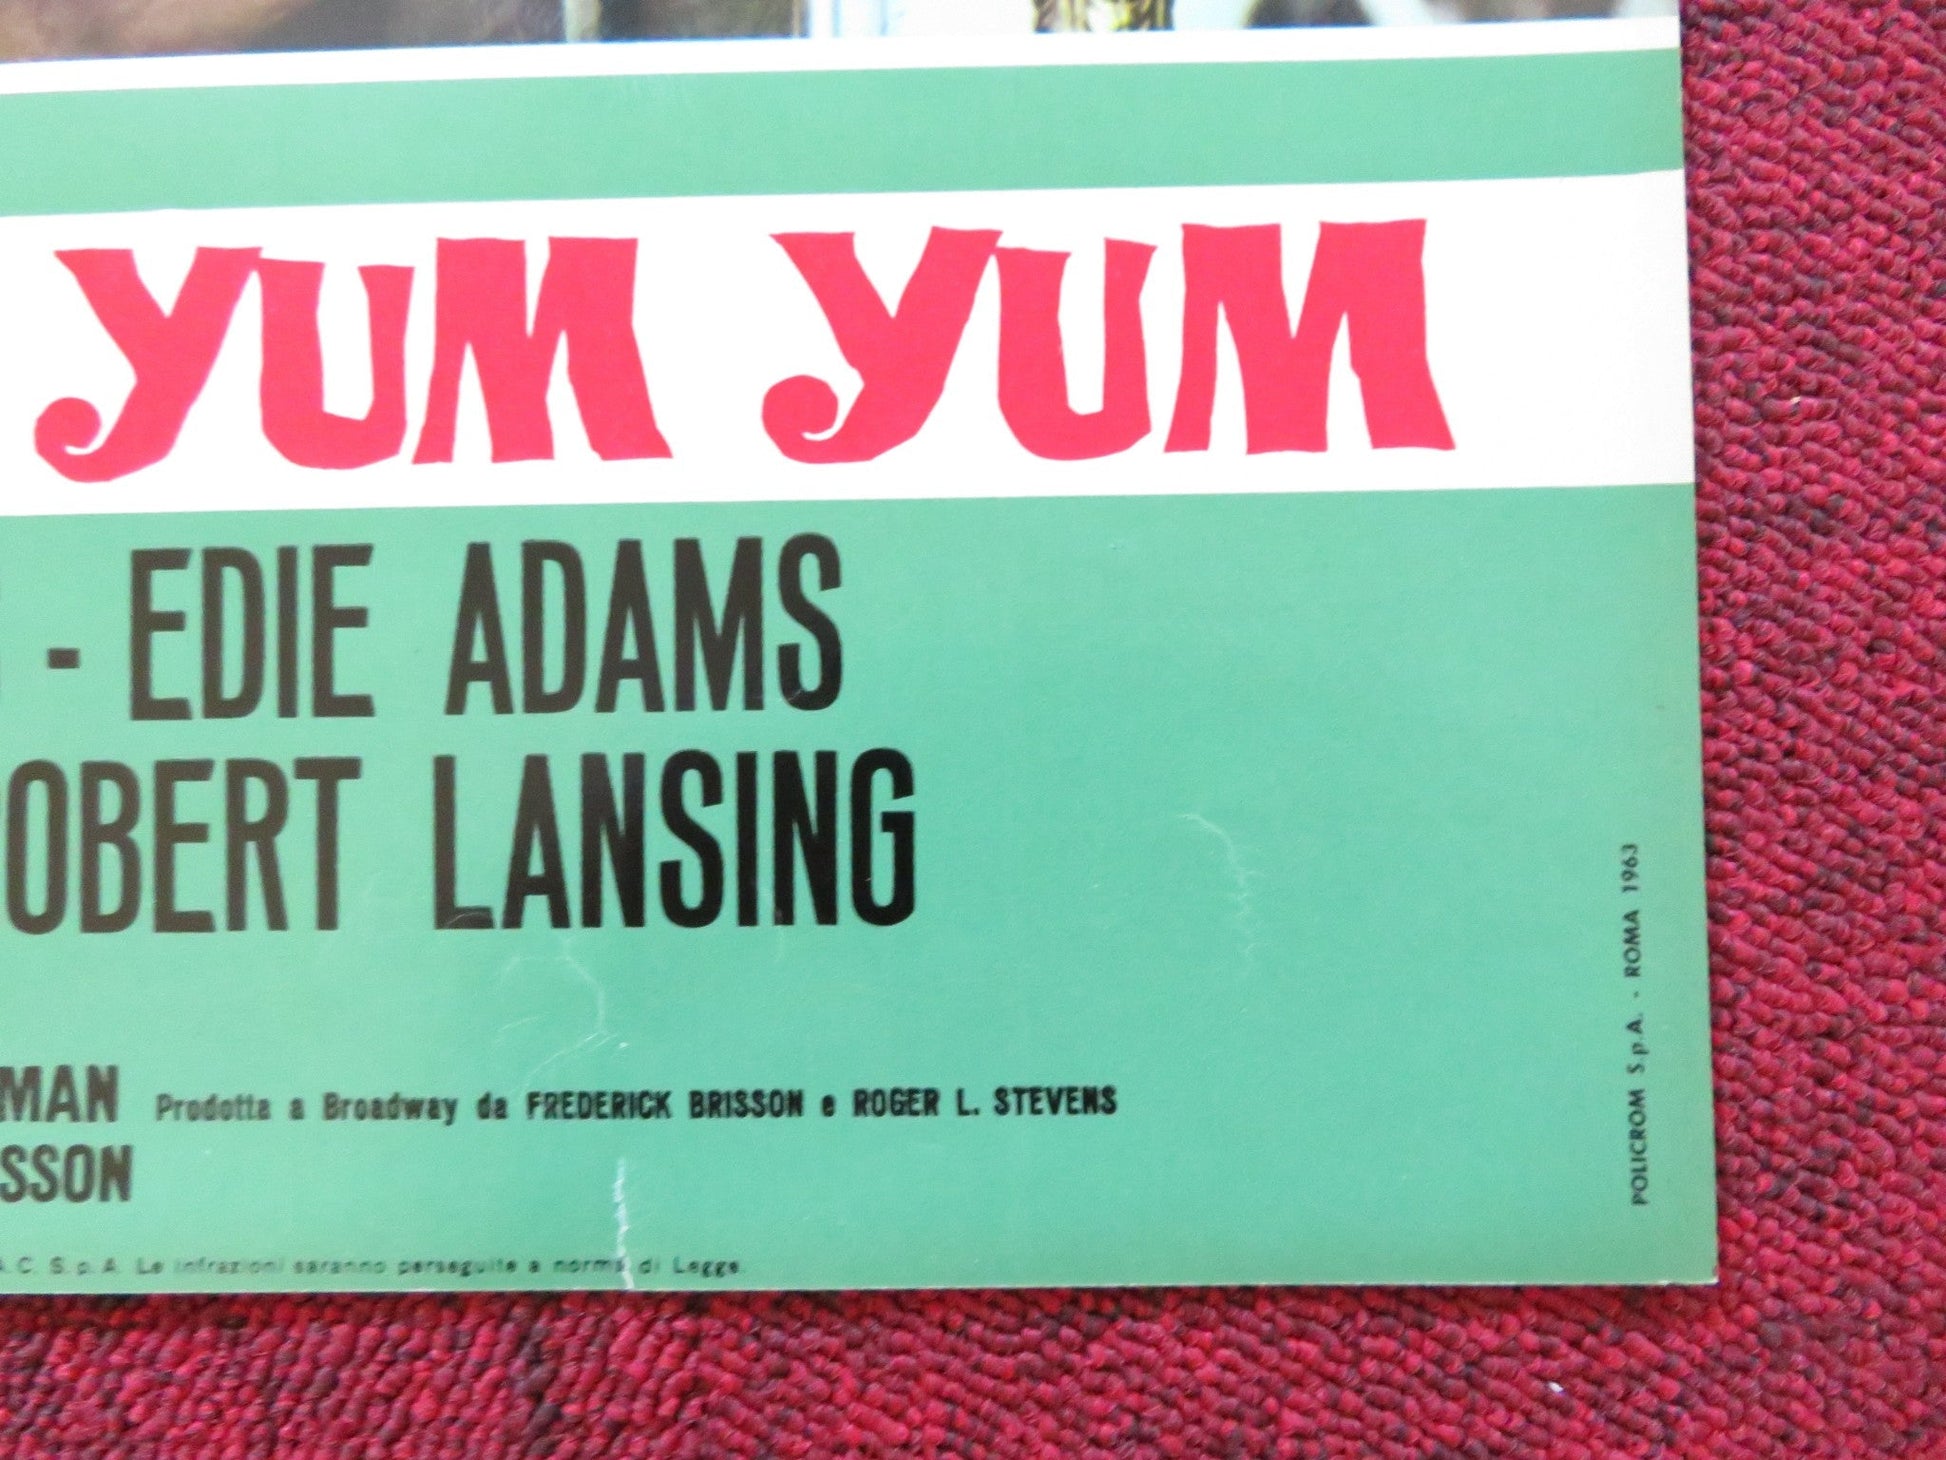 YUM YUM
- EDIE ADAMS
ROBERT LANSING
MAN Prodotta a Broadway da FREDERICK BRISSON e ROGER L. STEVENS
SSON
A. C. S. p. A. Le infrazioni saranno perseguite a norma di Legge.
POLICROM S.p.A. - ROMA 1963